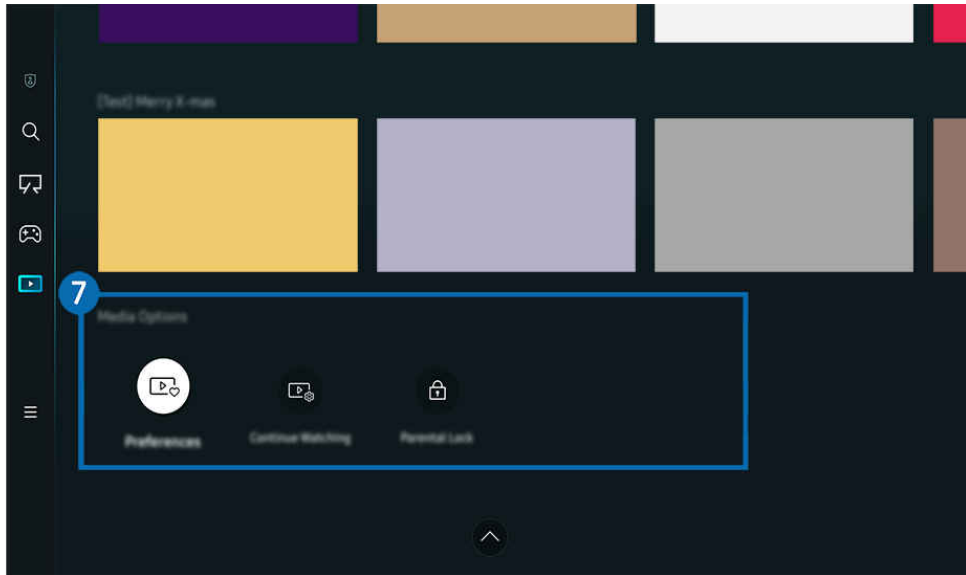 [Test] Merry X-mas
7
Media Options
Preferences
Continue Watching
Parental Lock